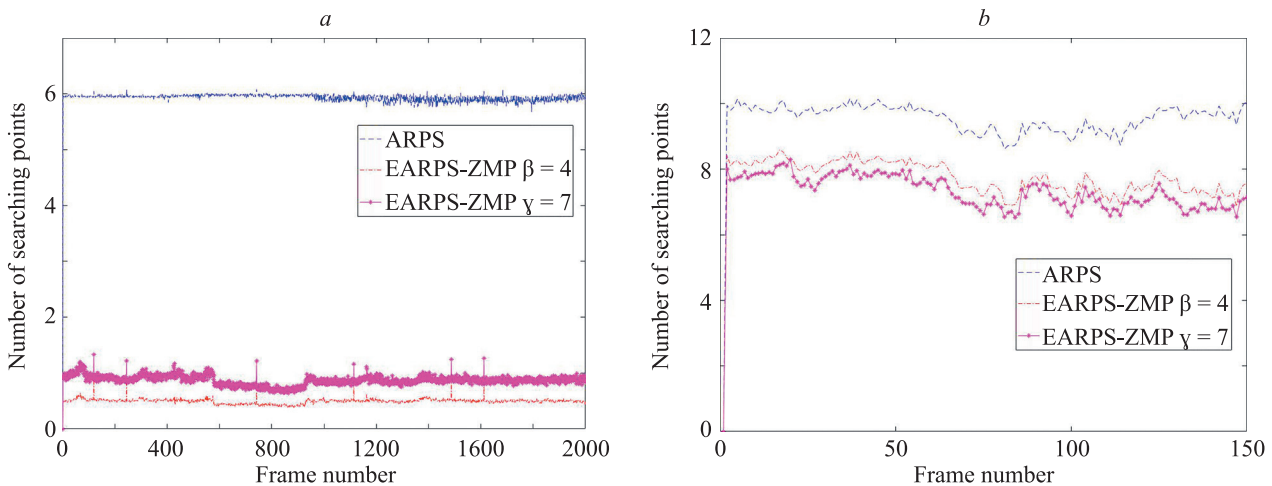 a
Number of searching points
6
4
2
0
ARPS
EARPS-ZMP β = 4
EARPS-ZMP ɣ = 7
0 400 800 1200 1600 2000
Frame number
b
Number of searching points
12
8
4
0
ARPS
EARPS-ZMP β = 4
EARPS-ZMP ɣ = 7
0 50 100 150
Frame number